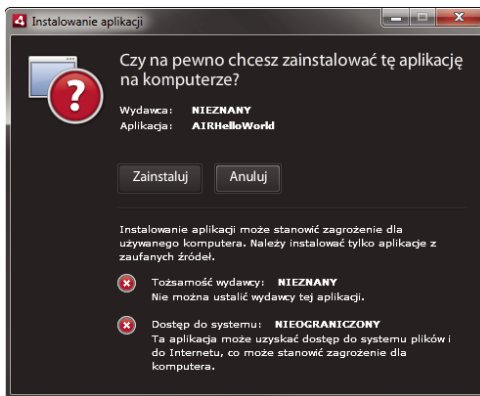 Instalowanie aplikacji
Czy na pewno chcesz zainstalować tę aplikację
na komputerze?
Wydawca: NIEZNANY
Aplikacja: AIRHelloWorld
Zainstaluj Anuluj
Instalowanie aplikacji może stanowić zagrożenie dla
używanego komputera. Należy instalować tylko aplikacje z
zaufanych źródeł.
Tożsamość wydawcy: NIEZNANY
Nie można ustalić wydawcy tej aplikacji.
Dostęp do systemu: NIEOGRANICZONY
Ta aplikacja może uzyskać dostęp do systemu plików i
do Internetu, co może stanowić zagrożenie dla
komputera.